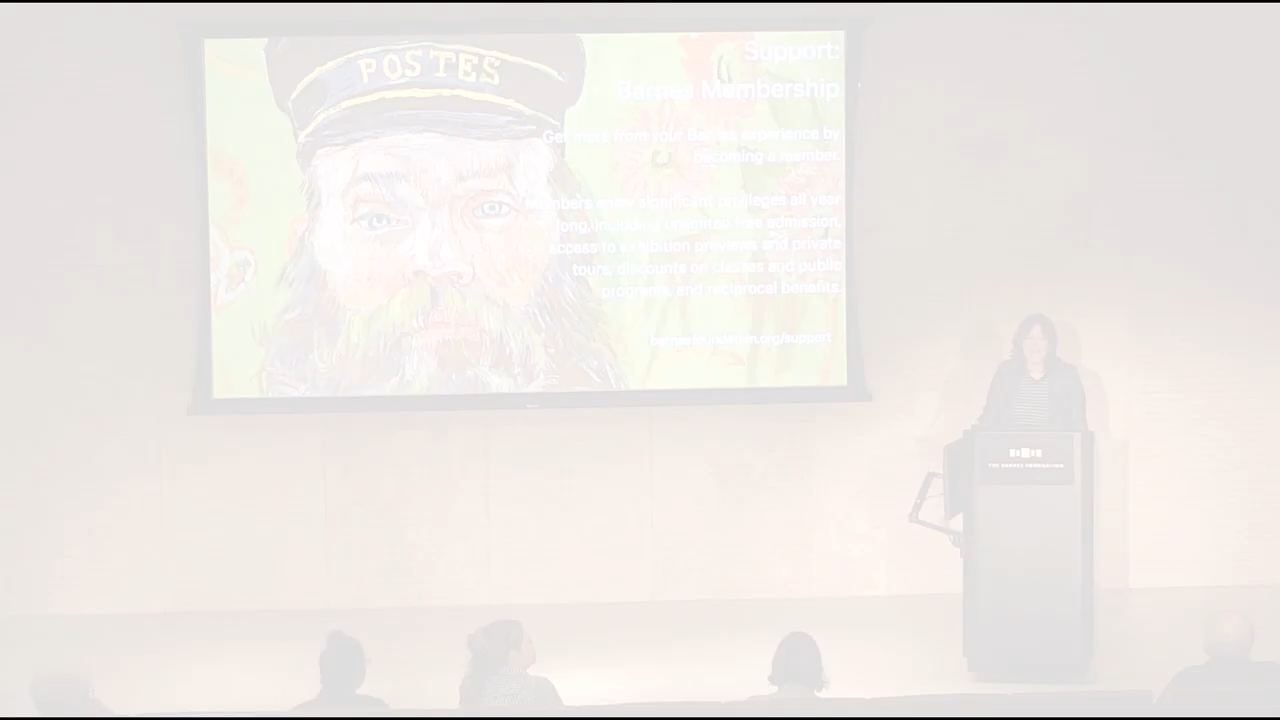 POSTES
Support:
Barnes Membership
Get more from your Barnes experience by
becoming a member.
Members enjoy significant privileges all year
long, including unlimited free admission,
access to exhibition previews and private
tours, discounts on classes and public
programs, and reciprocal benefits.
barnesfoundation.org/support
THE BARNES FOUNDATION